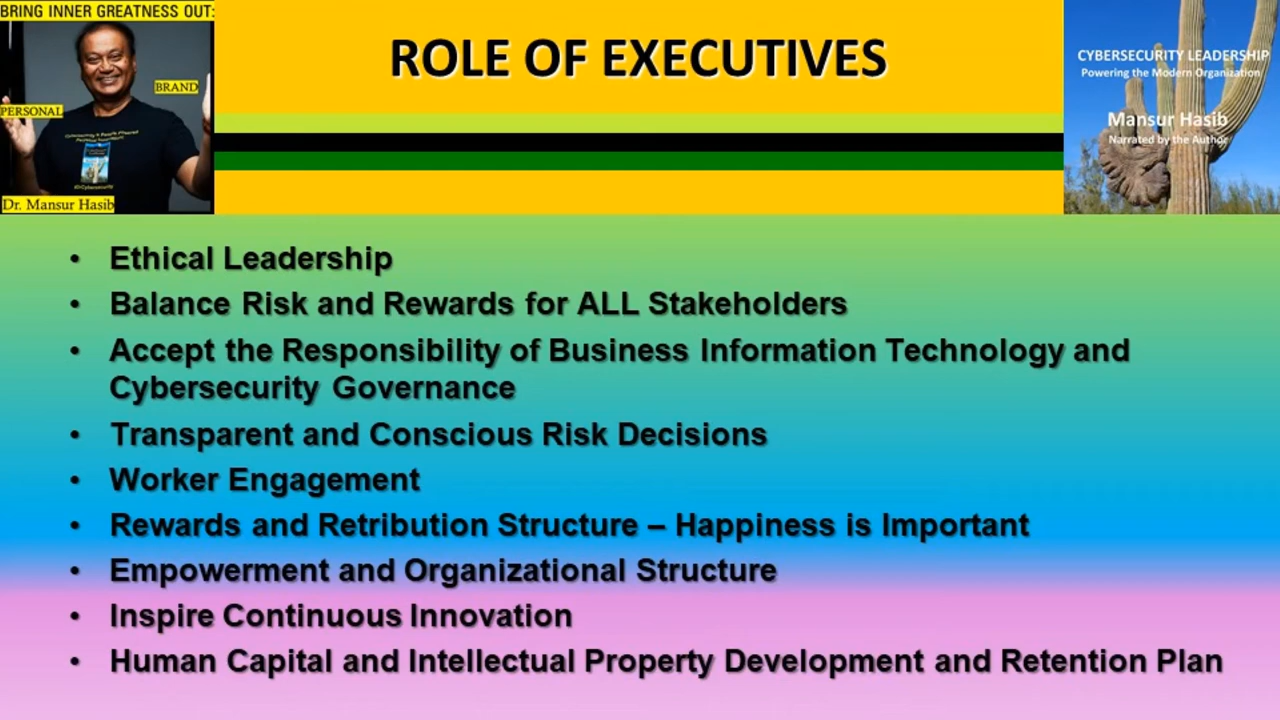 BRING INNER GREATNESS OUT:
BRAND
PERSONAL
Dr. Mansur Hasib
ROLE OF EXECUTIVES
CYBERSECURITY LEADERSHIP
Powering the Modern Organization
Mansur Hasib
Narrated by the Author
• Ethical Leadership
• Balance Risk and Rewards for ALL Stakeholders
• Accept the Responsibility of Business Information Technology and
Cybersecurity Governance
• Transparent and Conscious Risk Decisions
• Worker Engagement
• Rewards and Retribution Structure – Happiness is Important
• Empowerment and Organizational Structure
• Inspire Continuous Innovation
• Human Capital and Intellectual Property Development and Retention Plan